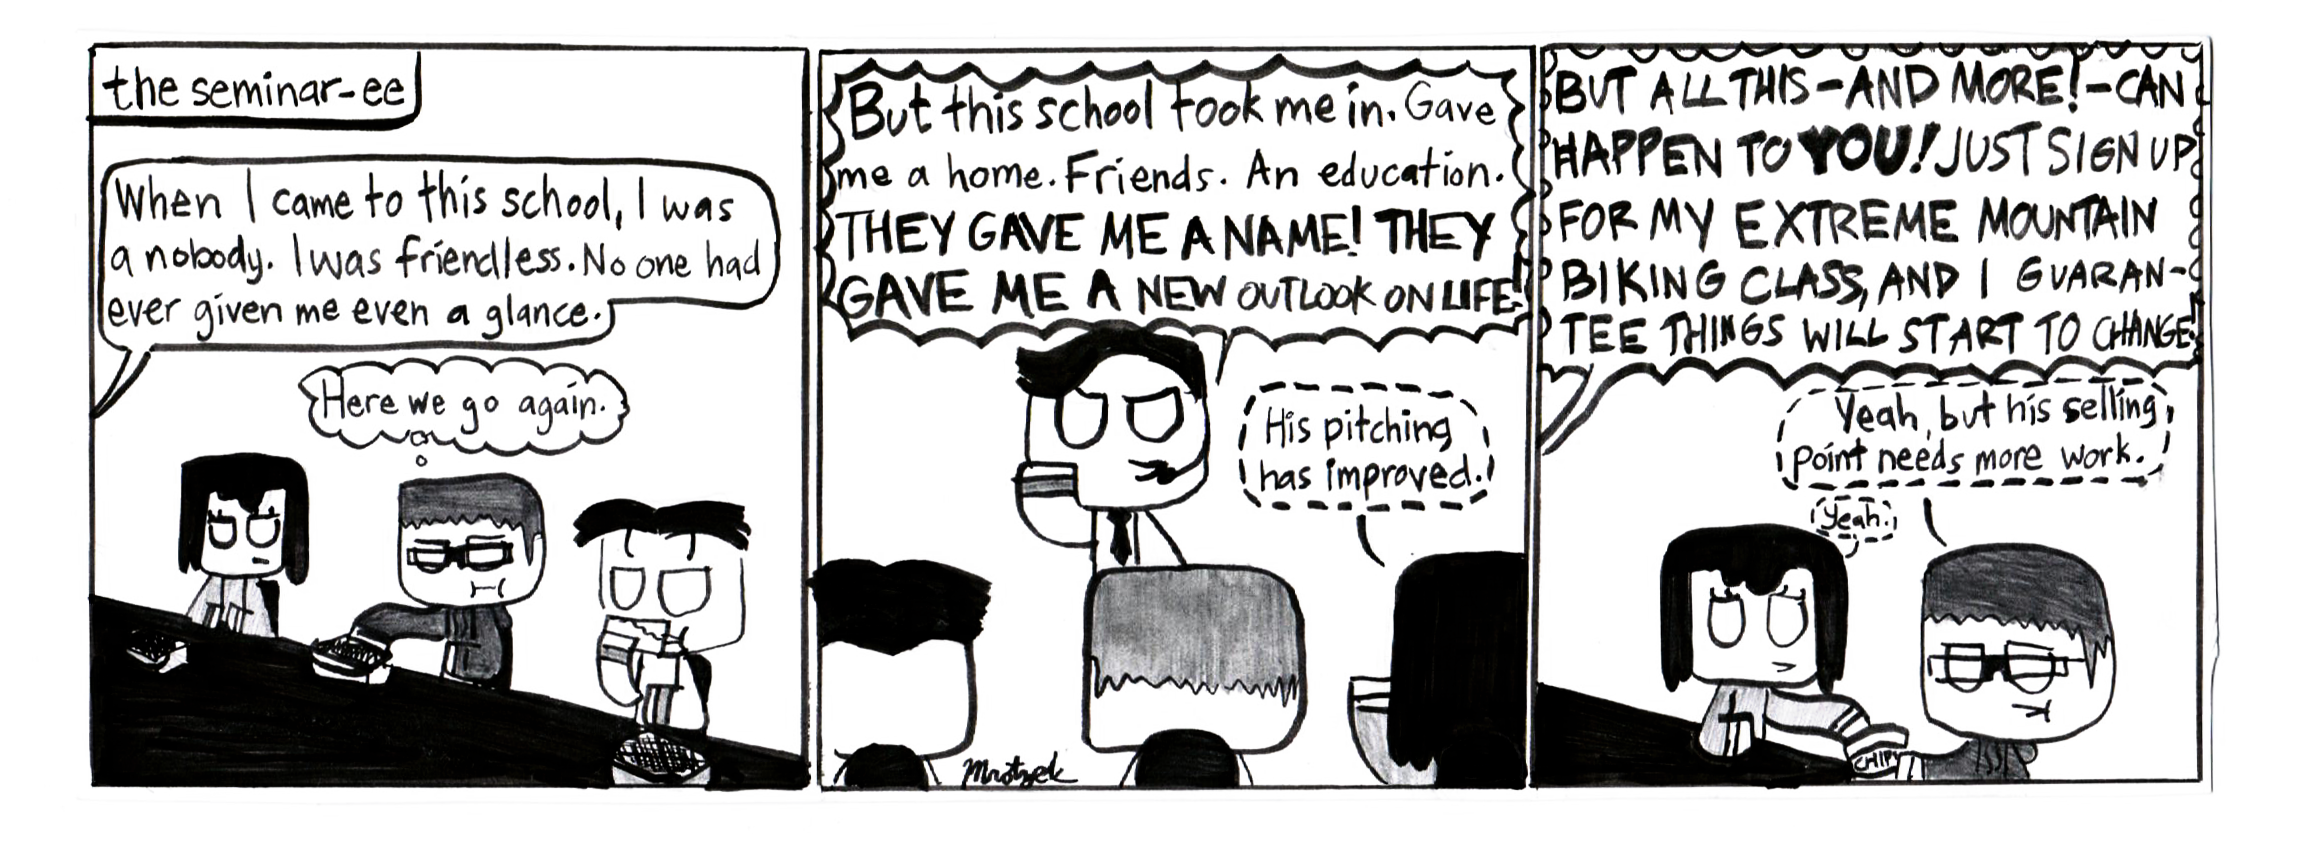 the seminar-ee
When I came to this school, I was
a nobody. I was friendless. No one had
ever given me even a glance.
Here we go again.
But this school took me in. Gave
me a home. Friends. An education.
THEY GAVE ME A NAME! THEY
GAVE ME A NEW OUTLOOK ON LIFE!
His pitching
has improved.
Mrotzek
BUT ALL THIS-AND MORE!-CAN
HAPPEN TO YOU! JUST SIGN UP
FOR MY EXTREME MOUNTAIN
BIKING CLASS, AND I GUARAN-
TEE THINGS WILL START TO CHANGE!
Yeah, but his selling
point needs more work.
Yeah.
CHIPS